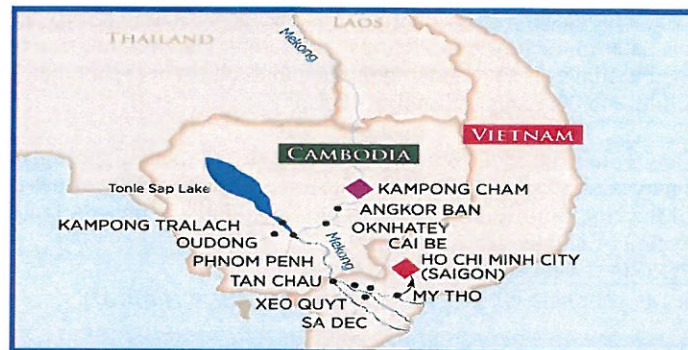 LAOS
THAILAND
Mekong
VIETNAM
CAMBODIA
Tonle Sap Lake
KAMPONG CHAM
ANGKOR BAN
KAMPONG TRALACH
OKNHATEY
OUDONG
Mekong
CAI BE
PHNOM PENH
HO CHI MINH CITY
(SAIGON)
TAN CHAU
XEO QUYT
MY THO
SA DEC